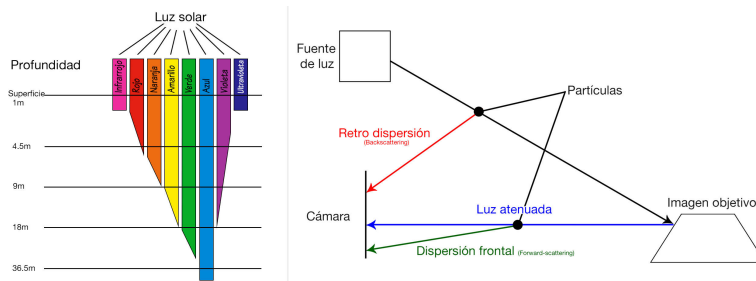 Luz solar
Profundidad
Infrarrojo
Rojo
Naranja
Amarillo
Verde
Azul
Violeta
Ultravioleta
Superficie
1m
4.5m
9m
18m
36.5m
Fuente
de luz
Partículas
Retro dispersión
(Backscattering)
Cámara
Luz atenuada
Imagen objetivo
Dispersión frontal (Forward-scattering)